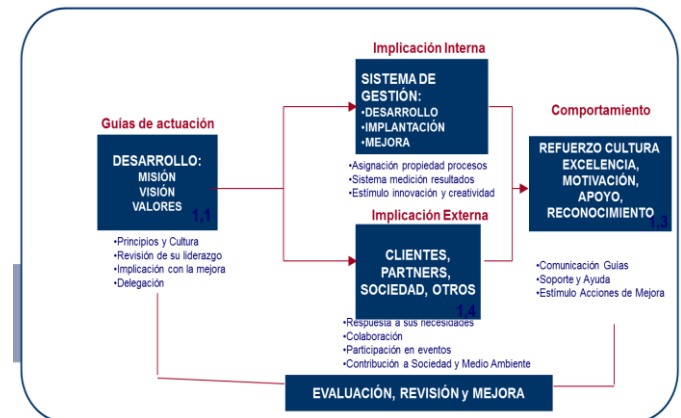 Guías de actuación
DESARROLLO:
MISIÓN
VISIÓN
VALORES
1,1
•Principios y Cultura
•Revisión de su liderazgo
•Implicación con la mejora
•Delegación
Implicación Interna
SISTEMA DE
GESTIÓN:
•DESARROLLO
•IMPLANTACIÓN
•MEJORA
•Asignación propiedad procesos
•Sistema medición resultados
•Estímulo innovación y creatividad
Implicación Externa
CLIENTES,
PARTNERS,
SOCIEDAD, OTROS
1,4
•Respuesta a sus necesidades
•Colaboración
•Participación en eventos
•Contribución a Sociedad y Medio Ambiente
Comportamiento
REFUERZO CULTURA
EXCELENCIA,
MOTIVACIÓN,
APOYO,
RECONOCIMIENTO
1,3
•Comunicación Guías
•Soporte y Ayuda
•Estímulo Acciones de Mejora
EVALUACIÓN, REVISIÓN y MEJORA